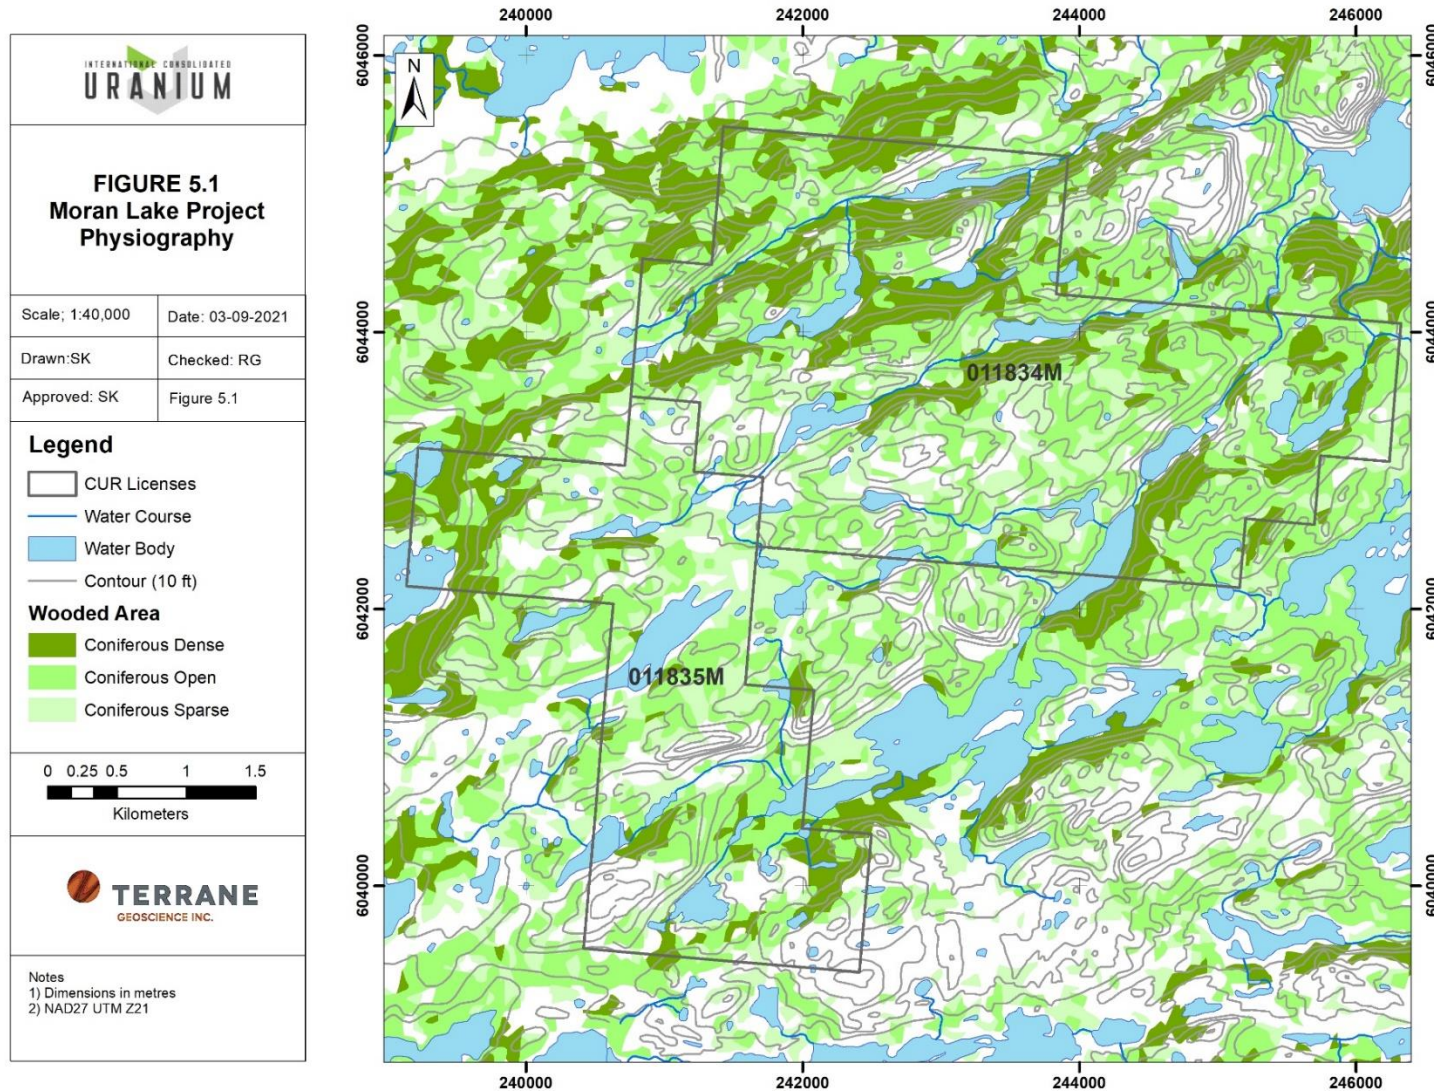 INTERNATIONAL CONSOLIDATED
URANIUM
FIGURE 5.1
Moran Lake Project
Physiography
Scale; 1:40,000
Date: 03-09-2021
Drawn:SK
Checked: RG
Approved: SK
Figure 5.1
Legend
CUR Licenses
Water Course
Water Body
Contour (10 ft)
Wooded Area
Coniferous Dense
Coniferous Open
Coniferous Sparse
0 0.25 0.5 1 1.5
Kilometers
TERRANE
GEOSCIENCE INC.
Notes
1) Dimensions in metres
2) NAD27 UTM Z21
240000 242000 244000 246000
N
6046000
6046000
6044000
6044000
011834M
6042000
6042000
011835M
6040000
6040000
240000 242000 244000 246000